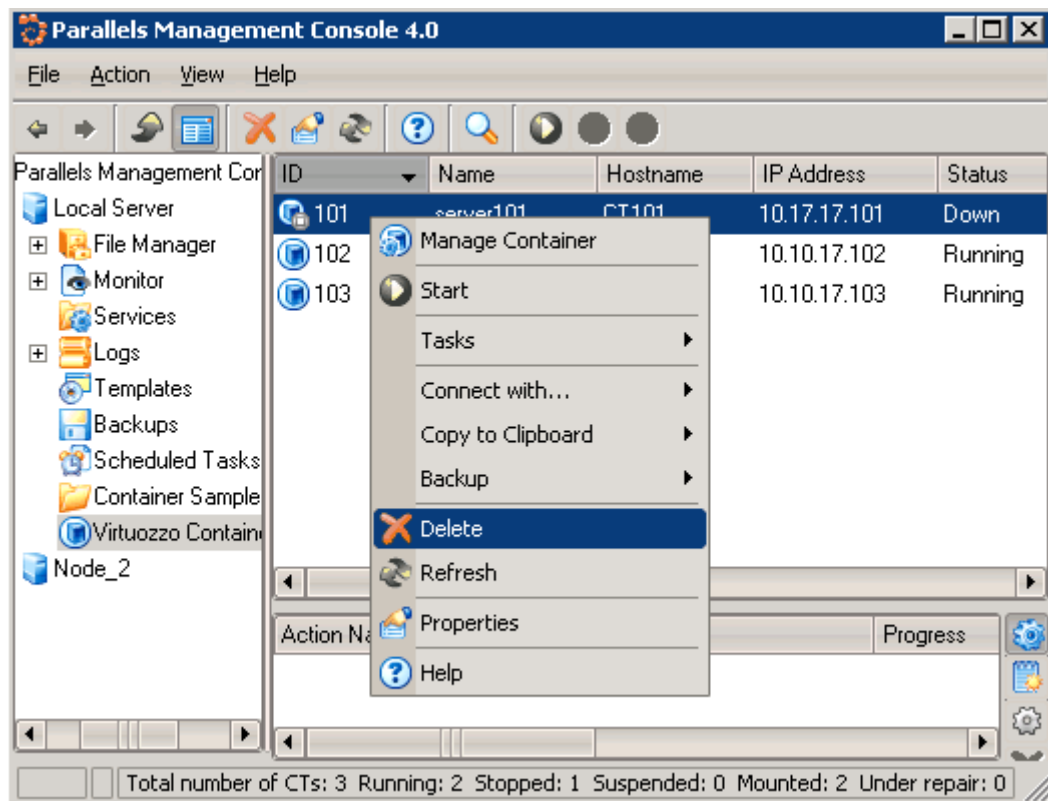 Parallels Management Console 4.0
File Action View Help
Parallels Management Con
ID Name Hostname IP Address Status
Local Server
File Manager
Monitor
Services
Logs
Templates
Backups
Scheduled Tasks
Container Sample
Virtuozzo Contain
Node_2
101 server101 CT101 10.17.17.101 Down
102 10.10.17.102 Running
103 10.10.17.103 Running
Manage Container
Start
Tasks
Connect with...
Copy to Clipboard
Backup
Delete
Refresh
Properties
Help
Action Na Progress
Total number of CTs: 3 Running: 2 Stopped: 1 Suspended: 0 Mounted: 2 Under repair: 0